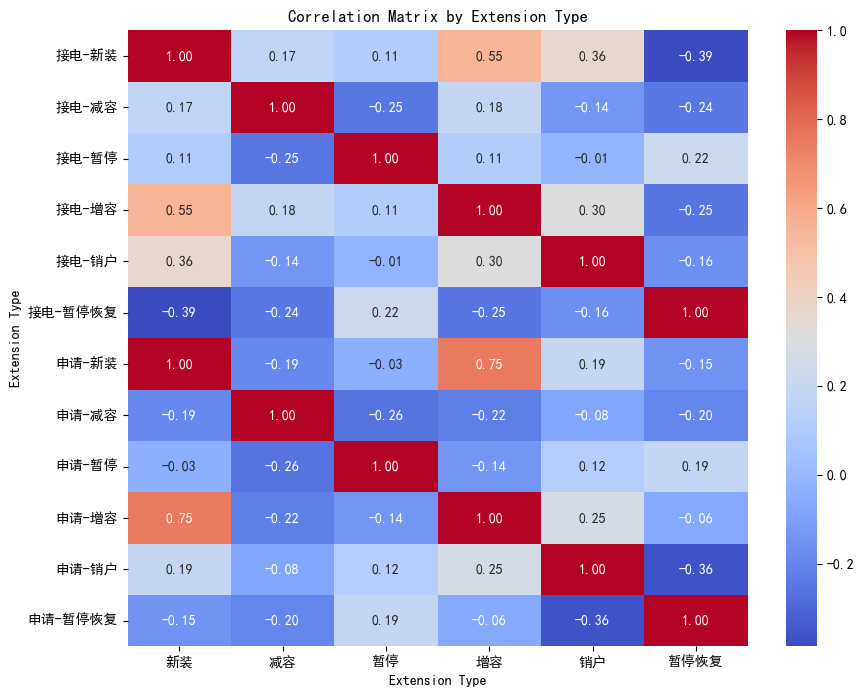 Correlation Matrix by Extension Type
接电-新装 1.00 0.17 0.11 0.55 0.36 -0.39
接电-减容 0.17 1.00 -0.25 0.18 -0.14 -0.24
接电-暂停 0.11 -0.25 1.00 0.11 -0.01 0.22
接电-增容 0.55 0.18 0.11 1.00 0.30 -0.25
接电-销户 0.36 -0.14 -0.01 0.30 1.00 -0.16
接电-暂停恢复 -0.39 -0.24 0.22 -0.25 -0.16 1.00
申请-新装 1.00 -0.19 -0.03 0.75 0.19 -0.15
申请-减容 -0.19 1.00 -0.26 -0.22 -0.08 -0.20
申请-暂停 -0.03 -0.26 1.00 -0.14 0.12 0.19
申请-增容 0.75 -0.22 -0.14 1.00 0.25 -0.06
申请-销户 0.19 -0.08 0.12 0.25 1.00 -0.36
申请-暂停恢复 -0.15 -0.20 0.19 -0.06 -0.36 1.00
新装 减容 暂停 增容 销户 暂停恢复
Extension Type
Extension Type
1.0
0.8
0.6
0.4
0.2
0.0
-0.2